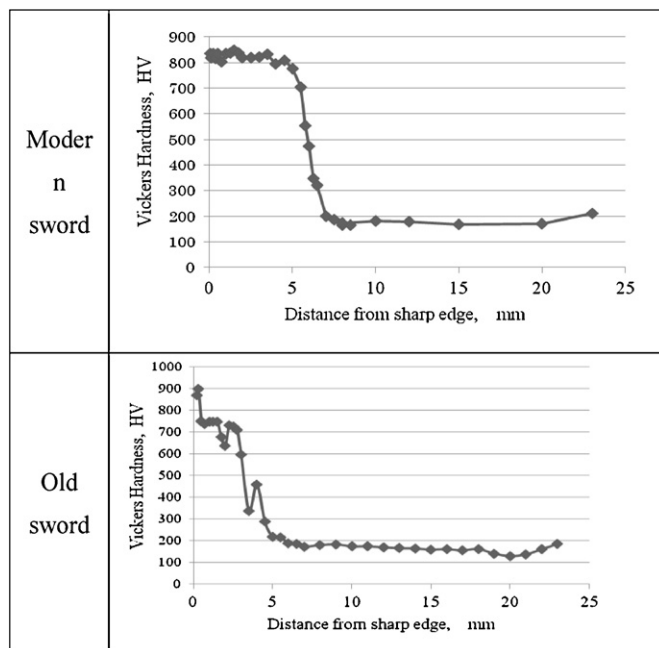 Moder
n
sword
Vickers Hardness, HV
900
800
700
600
500
400
300
200
100
0
0 5 10 15 20 25
Distance from sharp edge, mm
Old
sword
Vickers Hardness, HV
1000
900
800
700
600
500
400
300
200
100
0
0 5 10 15 20 25
Distance from sharp edge, mm